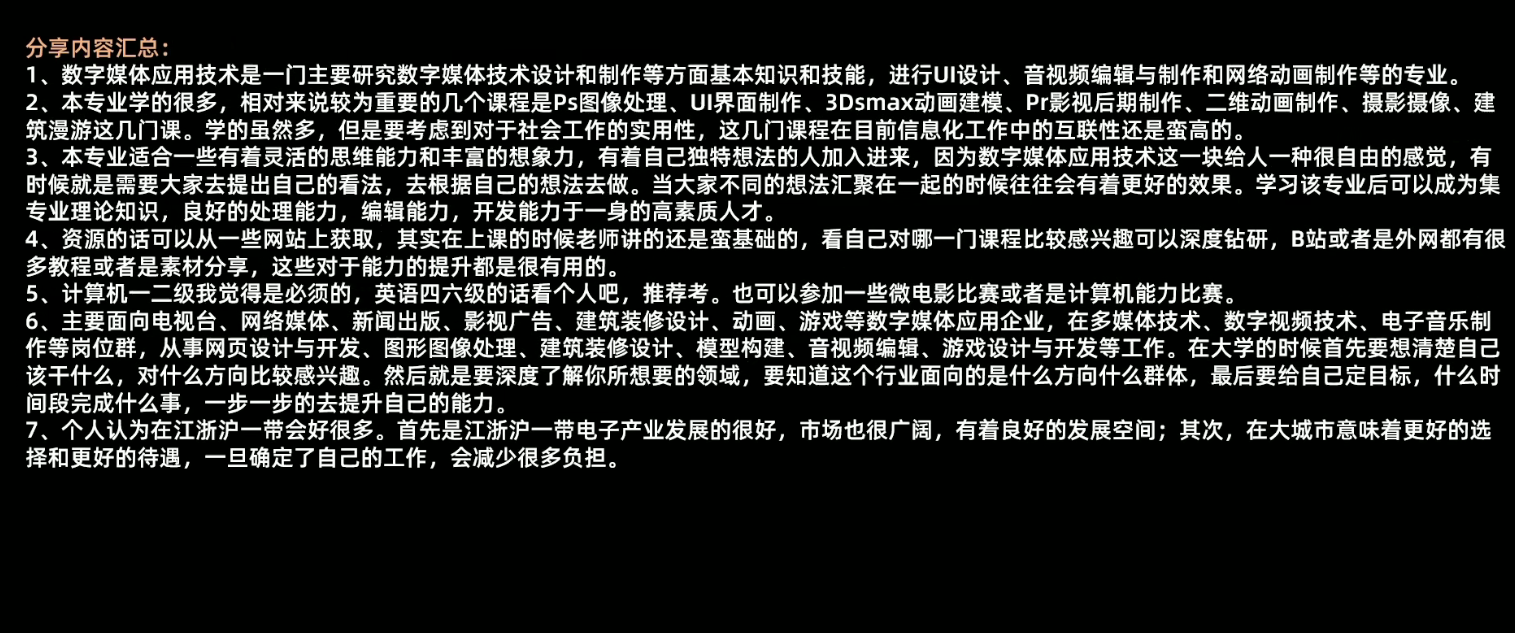 分享内容汇总：
1、数字媒体应用技术是一门主要研究数字媒体技术设计和制作等方面基本知识和技能，进行UI设计、音视频编辑与制作和网络动画制作等的专业。
2、本专业学的很多，相对来说较为重要的几个课程是Ps图像处理、UI界面制作、3Dsmax动画建模、Pr影视后期制作、二维动画制作、摄影摄像、建
筑漫游这几门课。学的虽然多，但是要考虑到对于社会工作的实用性，这几门课程在目前信息化工作中的互联性还是蛮高的。
3、本专业适合一些有着灵活的思维能力和丰富的想象力，有着自己独特想法的人加入进来，因为数字媒体应用技术这一块给人一种很自由的感觉，有
时候就是需要大家去提出自己的看法，去根据自己的想法去做。当大家不同的想法汇聚在一起的时候往往会有着更好的效果。学习该专业后可以成为集
专业理论知识，良好的处理能力，编辑能力，开发能力于一身的高素质人才。
4、资源的话可以从一些网站上获取，其实在上课的时候老师讲的还是蛮基础的，看自己对哪一门课程比较感兴趣可以深度钻研，B站或者是外网都有很
多教程或者是素材分享，这些对于能力的提升都是很有用的。
5、计算机一二级我觉得是必须的，英语四六级的话看个人吧，推荐考。也可以参加一些微电影比赛或者是计算机能力比赛。
6、主要面向电视台、网络媒体、新闻出版、影视广告、建筑装修设计、动画、游戏等数字媒体应用企业，在多媒体技术、数字视频技术、电子音乐制
作等岗位群，从事网页设计与开发、图形图像处理、建筑装修设计、模型构建、音视频编辑、游戏设计与开发等工作。在大学的时候首先要想清楚自己
该干什么，对什么方向比较感兴趣。然后就是要深度了解你所想要的领域，要知道这个行业面向的是什么方向什么群体，最后要给自己定目标，什么时
间段完成什么事，一步一步的去提升自己的能力。
7、个人认为在江浙沪一带会好很多。首先是江浙沪一带电子产业发展的很好，市场也很广阔，有着良好的发展空间；其次，在大城市意味着更好的选
择和更好的待遇，一旦确定了自己的工作，会减少很多负担。